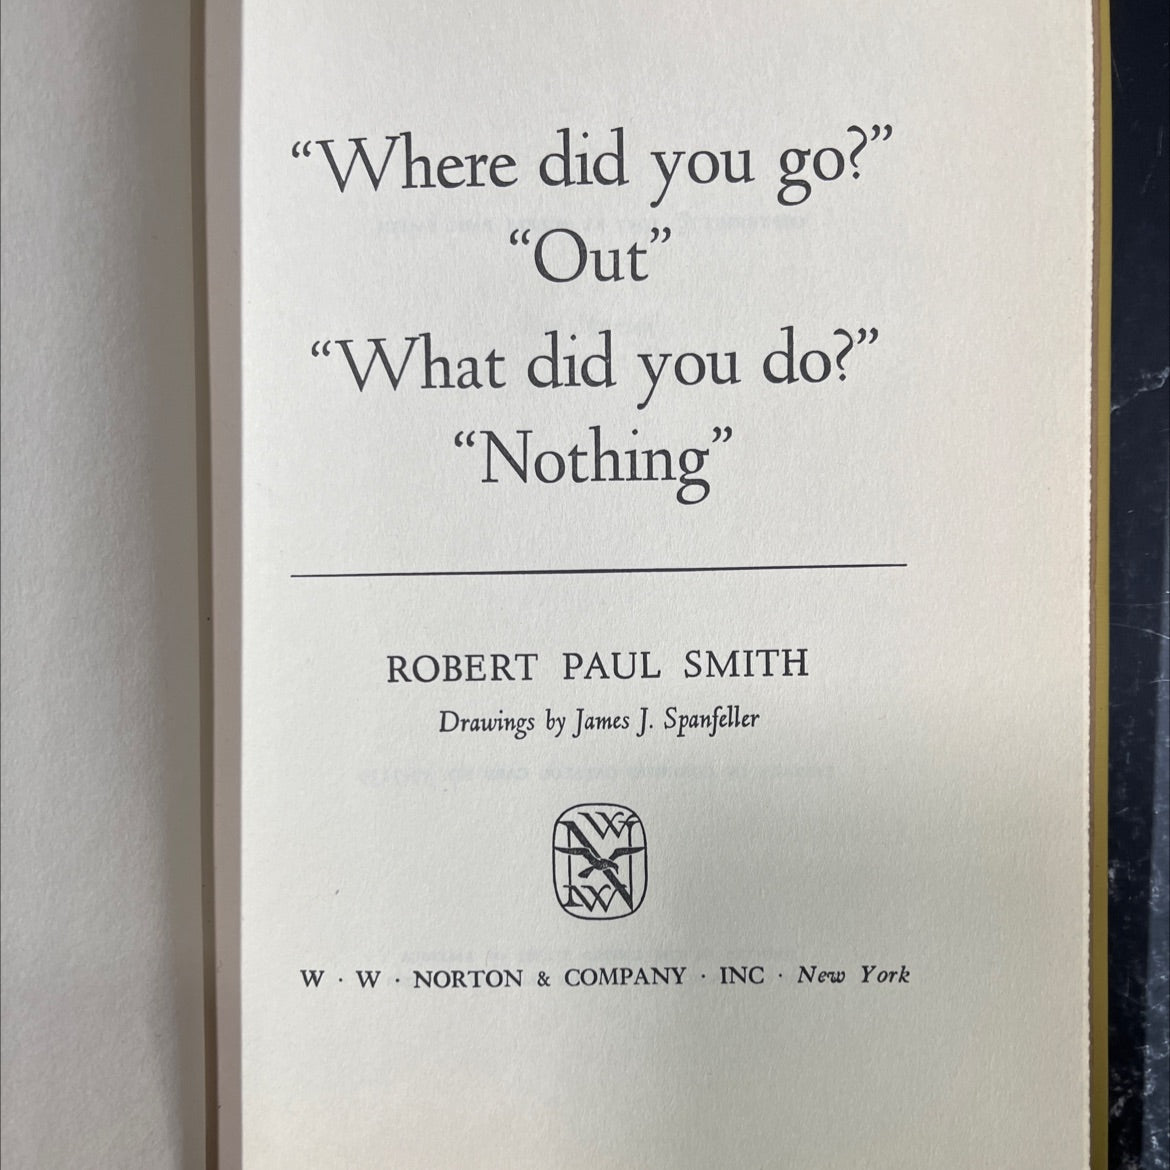 “Where did you go?”
“Out”
“What did you do?”
“Nothing”
ROBERT PAUL SMITH
Drawings by James J. Spanfeller
W · W · NORTON & COMPANY · INC · New York